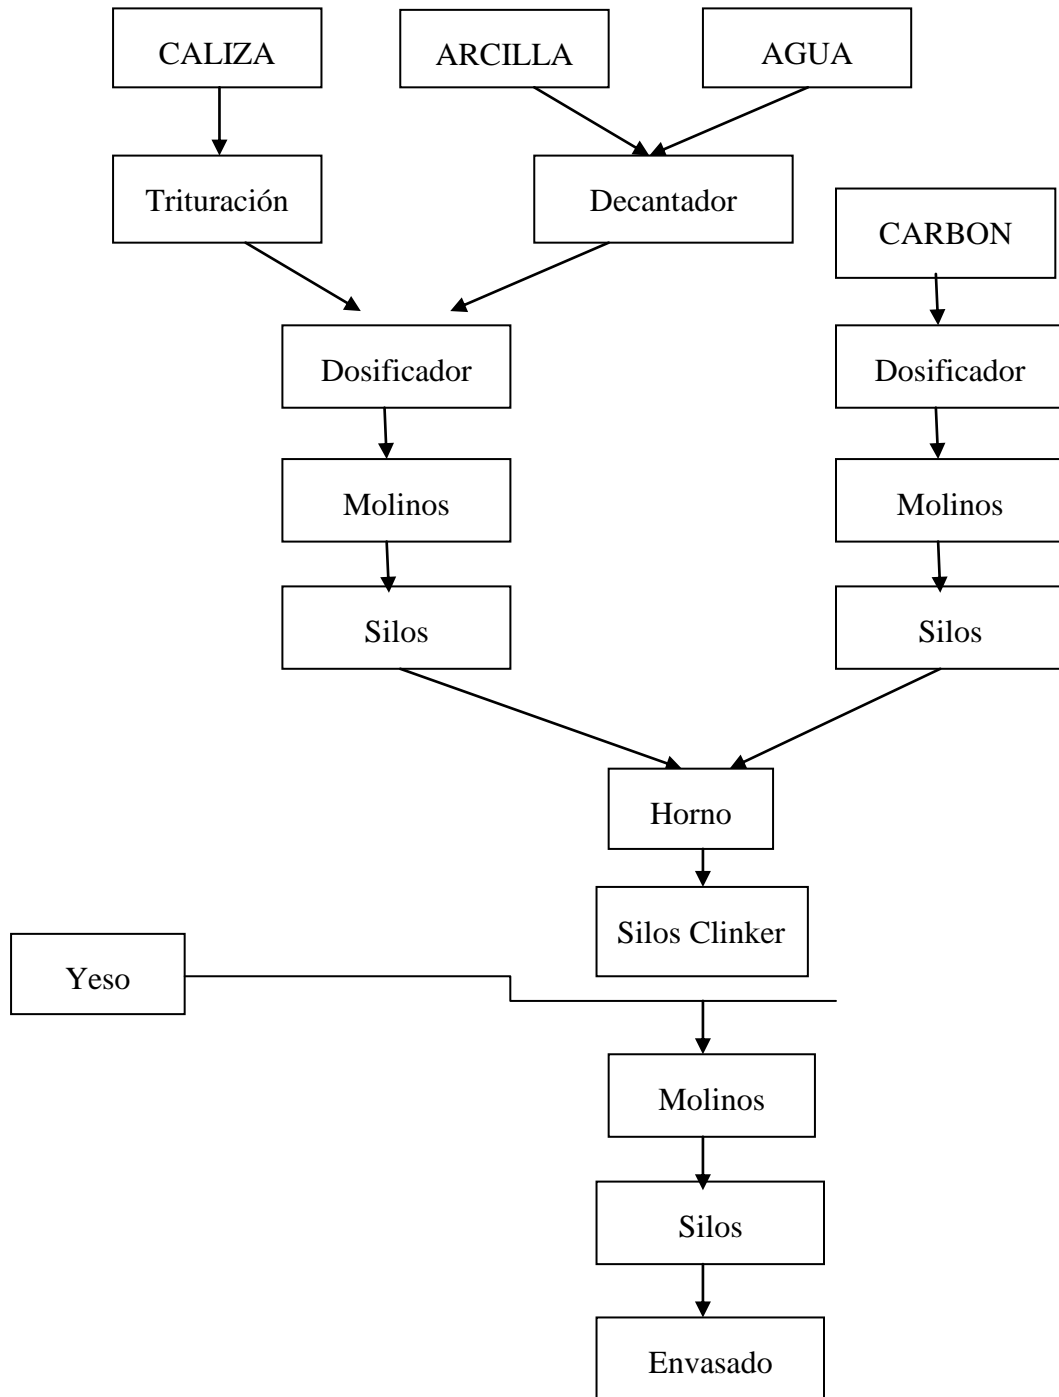 CALIZA
ARCILLA
AGUA
Trituración
Decantador
CARBON
Dosificador
Dosificador
Molinos
Molinos
Silos
Silos
Horno
Silos Clinker
Yeso
Molinos
Silos
Envasado